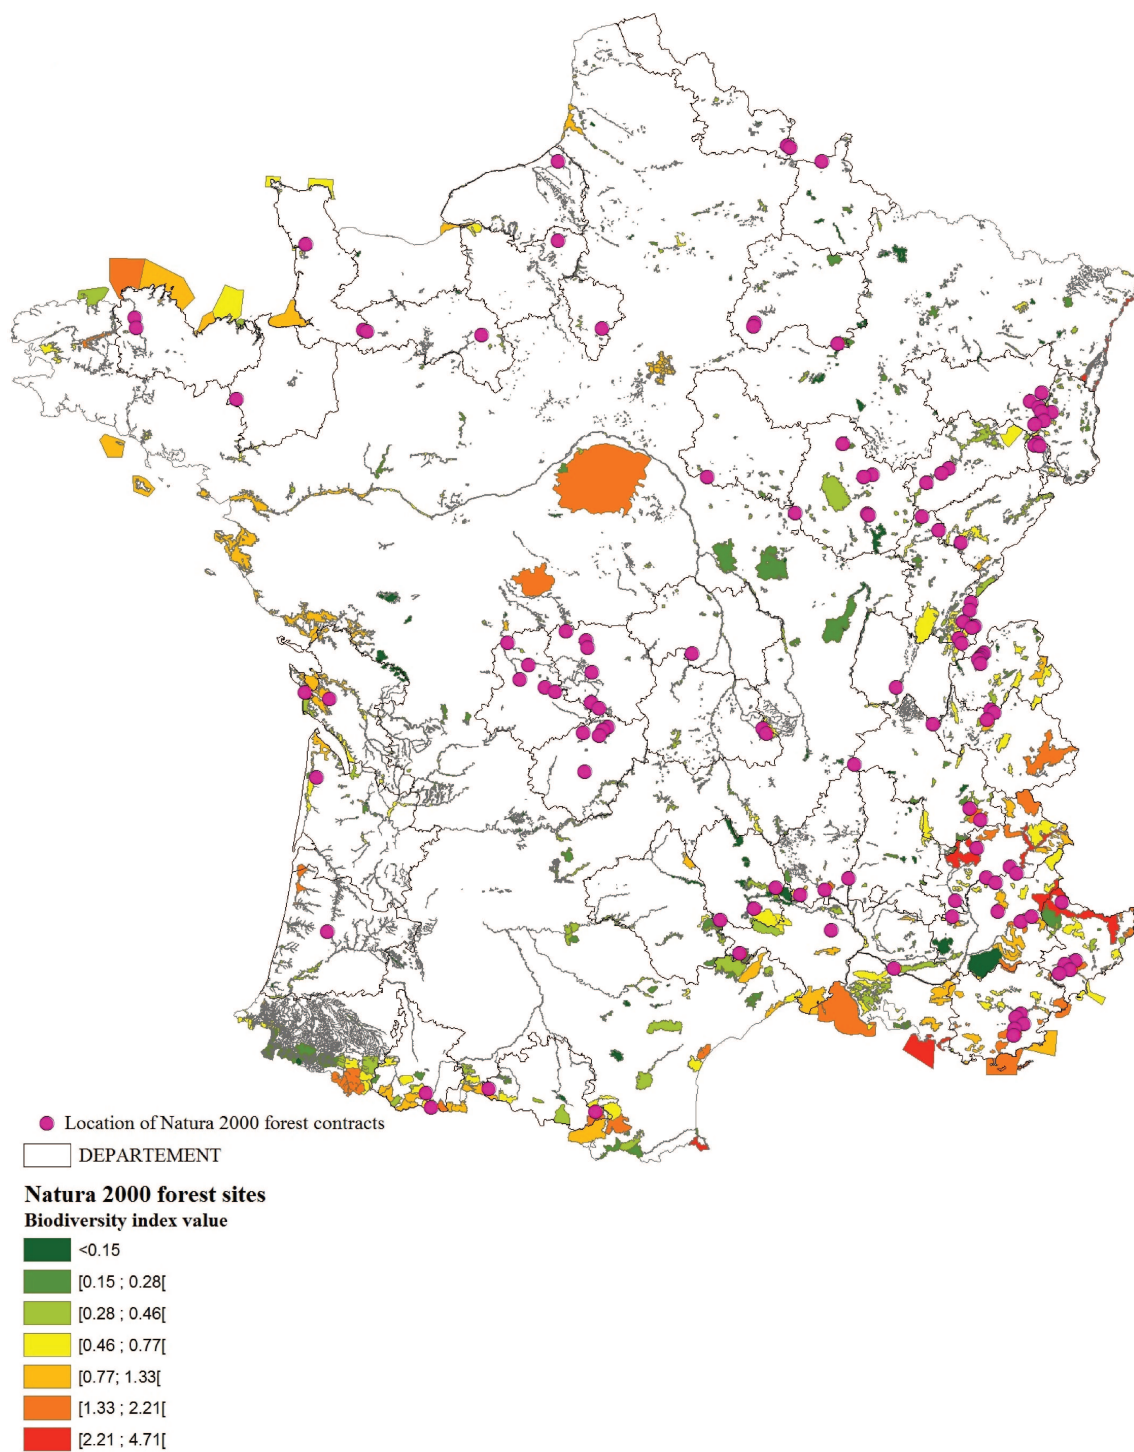 Location of Natura 2000 forest contracts
DEPARTEMENT
Natura 2000 forest sites
Biodiversity index value
<0.15
[0.15 ; 0.28[
[0.28 ; 0.46[
[0.46 ; 0.77[
[0.77; 1.33[
[1.33 ; 2.21[
[2.21 ; 4.71[